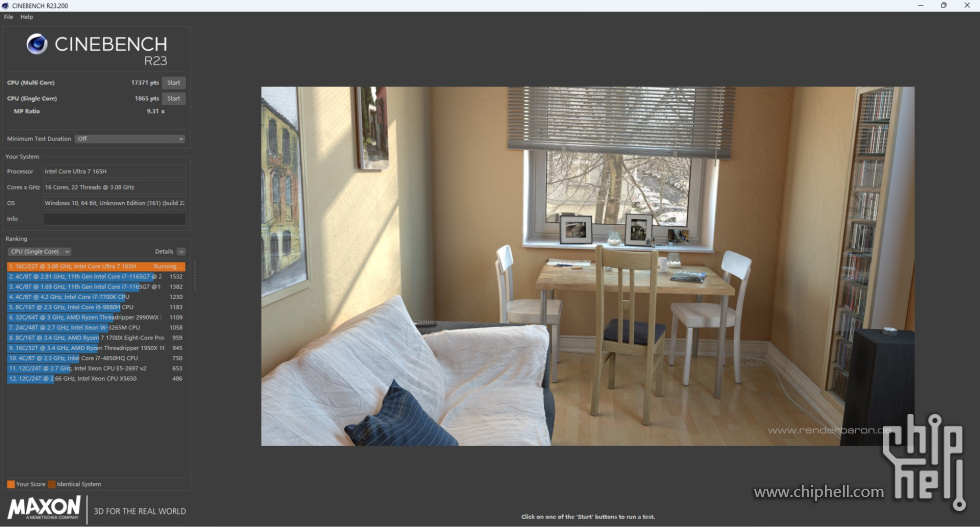 CINEBENCH R23.200
File Help
CINEBENCH
R23
CPU (Multi Core) 17371 pts Start
CPU (Single Core) 1865 pts Start
MP Ratio 9.31 x
Minimum Test Duration Off
Your System
Processor Intel Core Ultra 7 165H
Cores x GHz 16 Cores, 22 Threads @ 3.08 GHz
OS Windows 10, 64 Bit, Unknown Edition (161) (build 2
Info
Ranking
CPU (Single Core) Details
1. 16C/22T @ 3.08 GHz, Intel Core Ultra 7 165H Running...
2. 4C/8T @ 2.81 GHz, 11th Gen Intel Core i7-1165G7 @ 2 1532
3. 4C/8T @ 1.69 GHz, 11th Gen Intel Core i7-1165G7 @1 1382
4. 4C/8T @ 4.2 GHz, Intel Core i7-7700K CPU 1230
5. 8C/16T @ 2.3 GHz, Intel Core i9-9880H CPU 1183
6. 32C/64T @ 3 GHz, AMD Ryzen Threadripper 2990WX 1109
7. 24C/48T @ 2.7 GHz, Intel Xeon W-3265M CPU 1058
8. 8C/16T @ 3.4 GHz, AMD Ryzen 7 1700X Eight-Core Pro 959
9. 16C/32T @ 3.4 GHz, AMD Ryzen Threadripper 1950X 16 945
10. 4C/8T @ 2.3 GHz, Intel Core i7-4850HQ CPU 750
11. 12C/24T @ 2.7 GHz, Intel Xeon CPU E5-2697 v2 653
12. 12C/24T @ 2.66 GHz, Intel Xeon CPU X5650 486
Your Score Identical System
MAXON
A NEMETSCHEK COMPANY
3D FOR THE REAL WORLD
Click on one of the 'Start' buttons to run a test.
www.renderbaron.de
chip
hell
www.chiphell.com